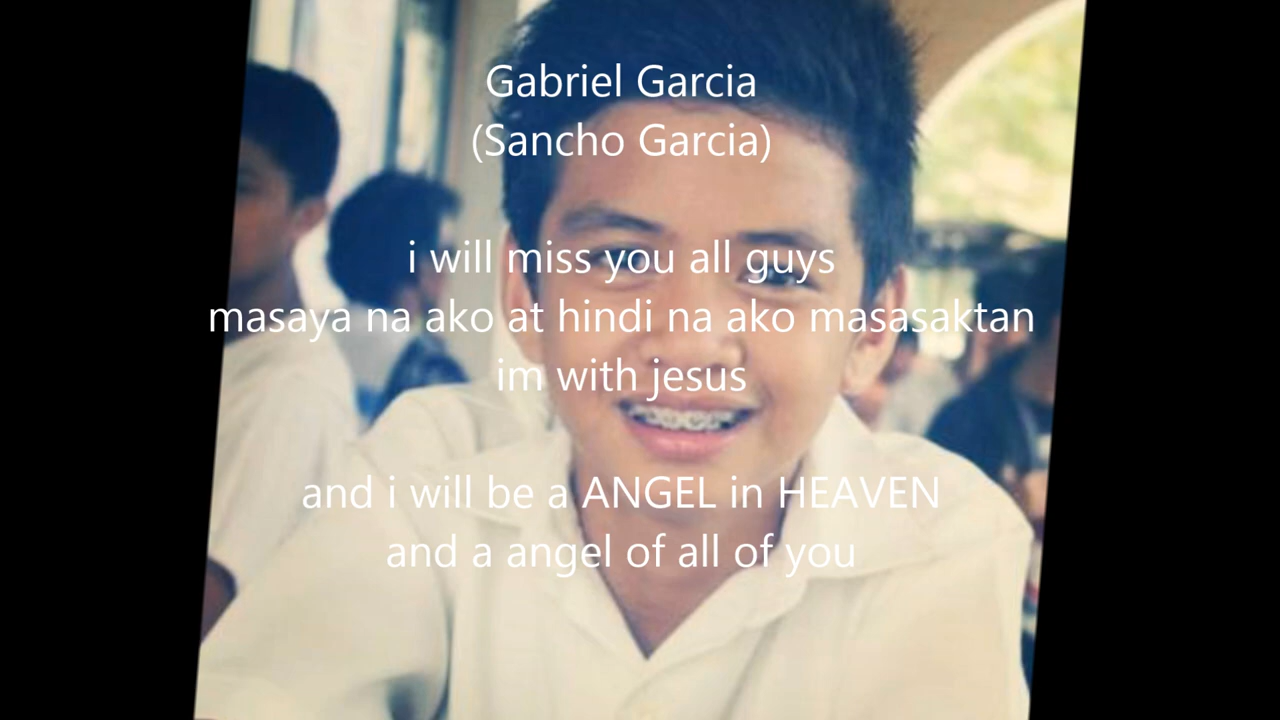 Gabriel Garcia
(Sancho Garcia)
i will miss you all guys
masaya na ako at hindi na ako masasaktan
im with jesus
and i will be a ANGEL in HEAVEN
and a angel of all of you